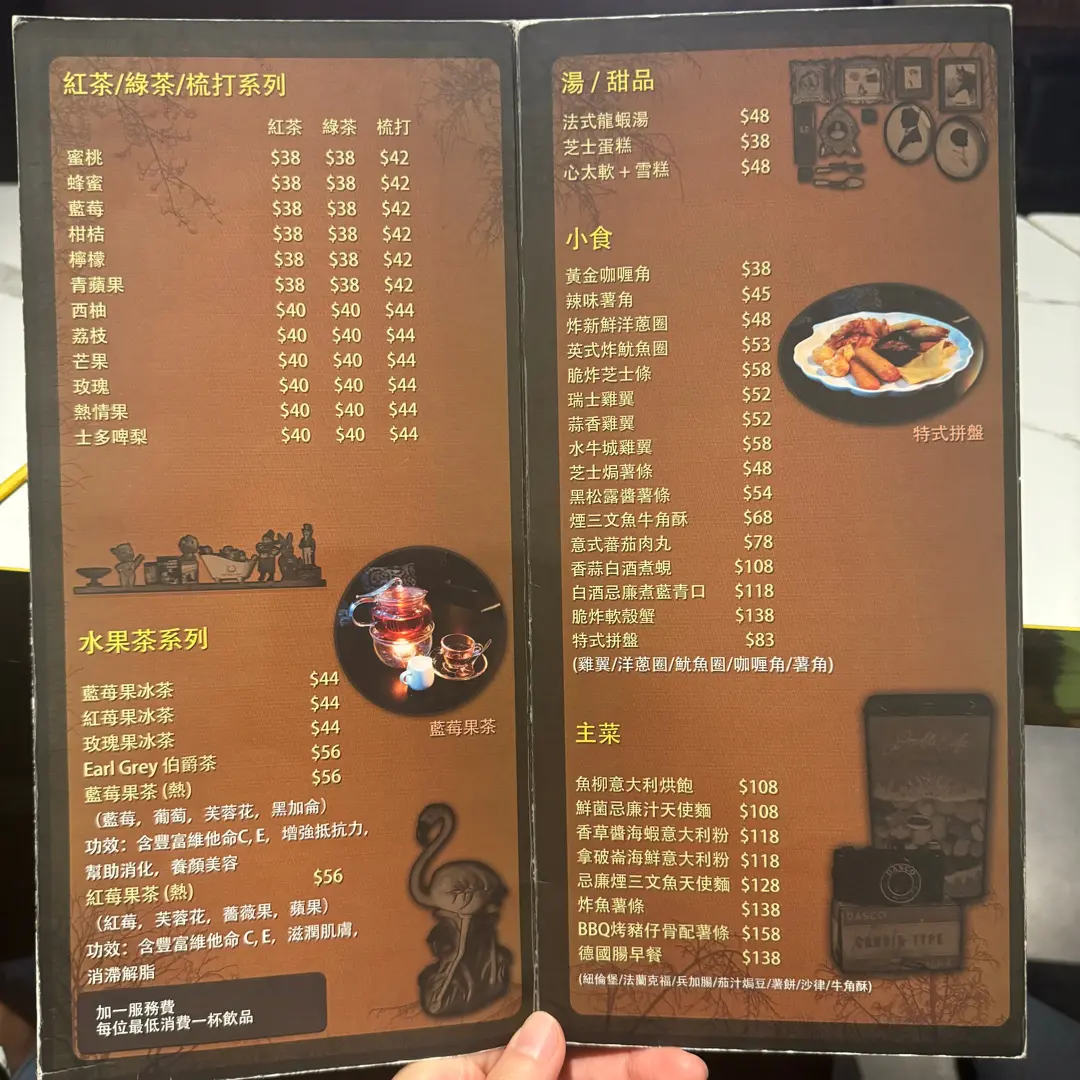 紅茶/綠茶/梳打系列
紅茶 綠茶 梳打
蜜桃 $38 $38 $42
蜂蜜 $38 $38 $42
藍莓 $38 $38 $42
柑桔 $38 $38 $42
檸檬 $38 $38 $42
青蘋果 $38 $38 $42
西柚 $40 $40 $44
荔枝 $40 $40 $44
芒果 $40 $40 $44
玫瑰 $40 $40 $44
熱情果 $40 $40 $44
士多啤梨 $40 $40 $44
水果茶系列
藍莓果冰茶 $44
紅莓果冰茶 $44
玫瑰果冰茶 $44
Earl Grey 伯爵茶 $56
藍莓果茶 (熱) $56
(藍莓, 葡萄, 芙蓉花, 黑加侖)
功效: 含豐富維他命C, E, 增強抵抗力,
幫助消化, 養顏美容
紅莓果茶 (熱) $56
(紅莓, 芙蓉花, 薔薇果, 蘋果)
功效: 含豐富維他命 C, E, 滋潤肌膚,
消滯解脂
藍莓果茶
加一服務費
每位最低消費一杯飲品
湯 / 甜品
法式龍蝦湯 $48
芝士蛋糕 $38
心太軟 + 雪糕 $48
小食
黃金咖喱角 $38
辣味薯角 $45
炸新鮮洋蔥圈 $48
英式炸魷魚圈 $53
脆炸芝士條 $58
瑞士雞翼 $52
蒜香雞翼 $52
水牛城雞翼 $58
芝士焗薯條 $48
黑松露醬薯條 $54
煙三文魚牛角酥 $68
意式蕃茄肉丸 $78
香蒜白酒煮蜆 $108
白酒忌廉煮藍青口 $118
脆炸軟殼蟹 $138
特式拼盤 $83
(雞翼/洋蔥圈/魷魚圈/咖喱角/薯角)
特式拼盤
主菜
魚柳意大利烘飽 $108
鮮菌忌廉汁天使麵 $108
香草醬海蝦意大利粉 $118
拿破崙海鮮意大利粉 $118
忌廉煙三文魚天使麵 $128
炸魚薯條 $138
BBQ烤豬仔骨配薯條 $158
德國腸早餐 $138
(紐倫堡/法蘭克福/兵加腸/茄汁焗豆/薯餅/沙律/牛角酥)
DASCO
DASCO